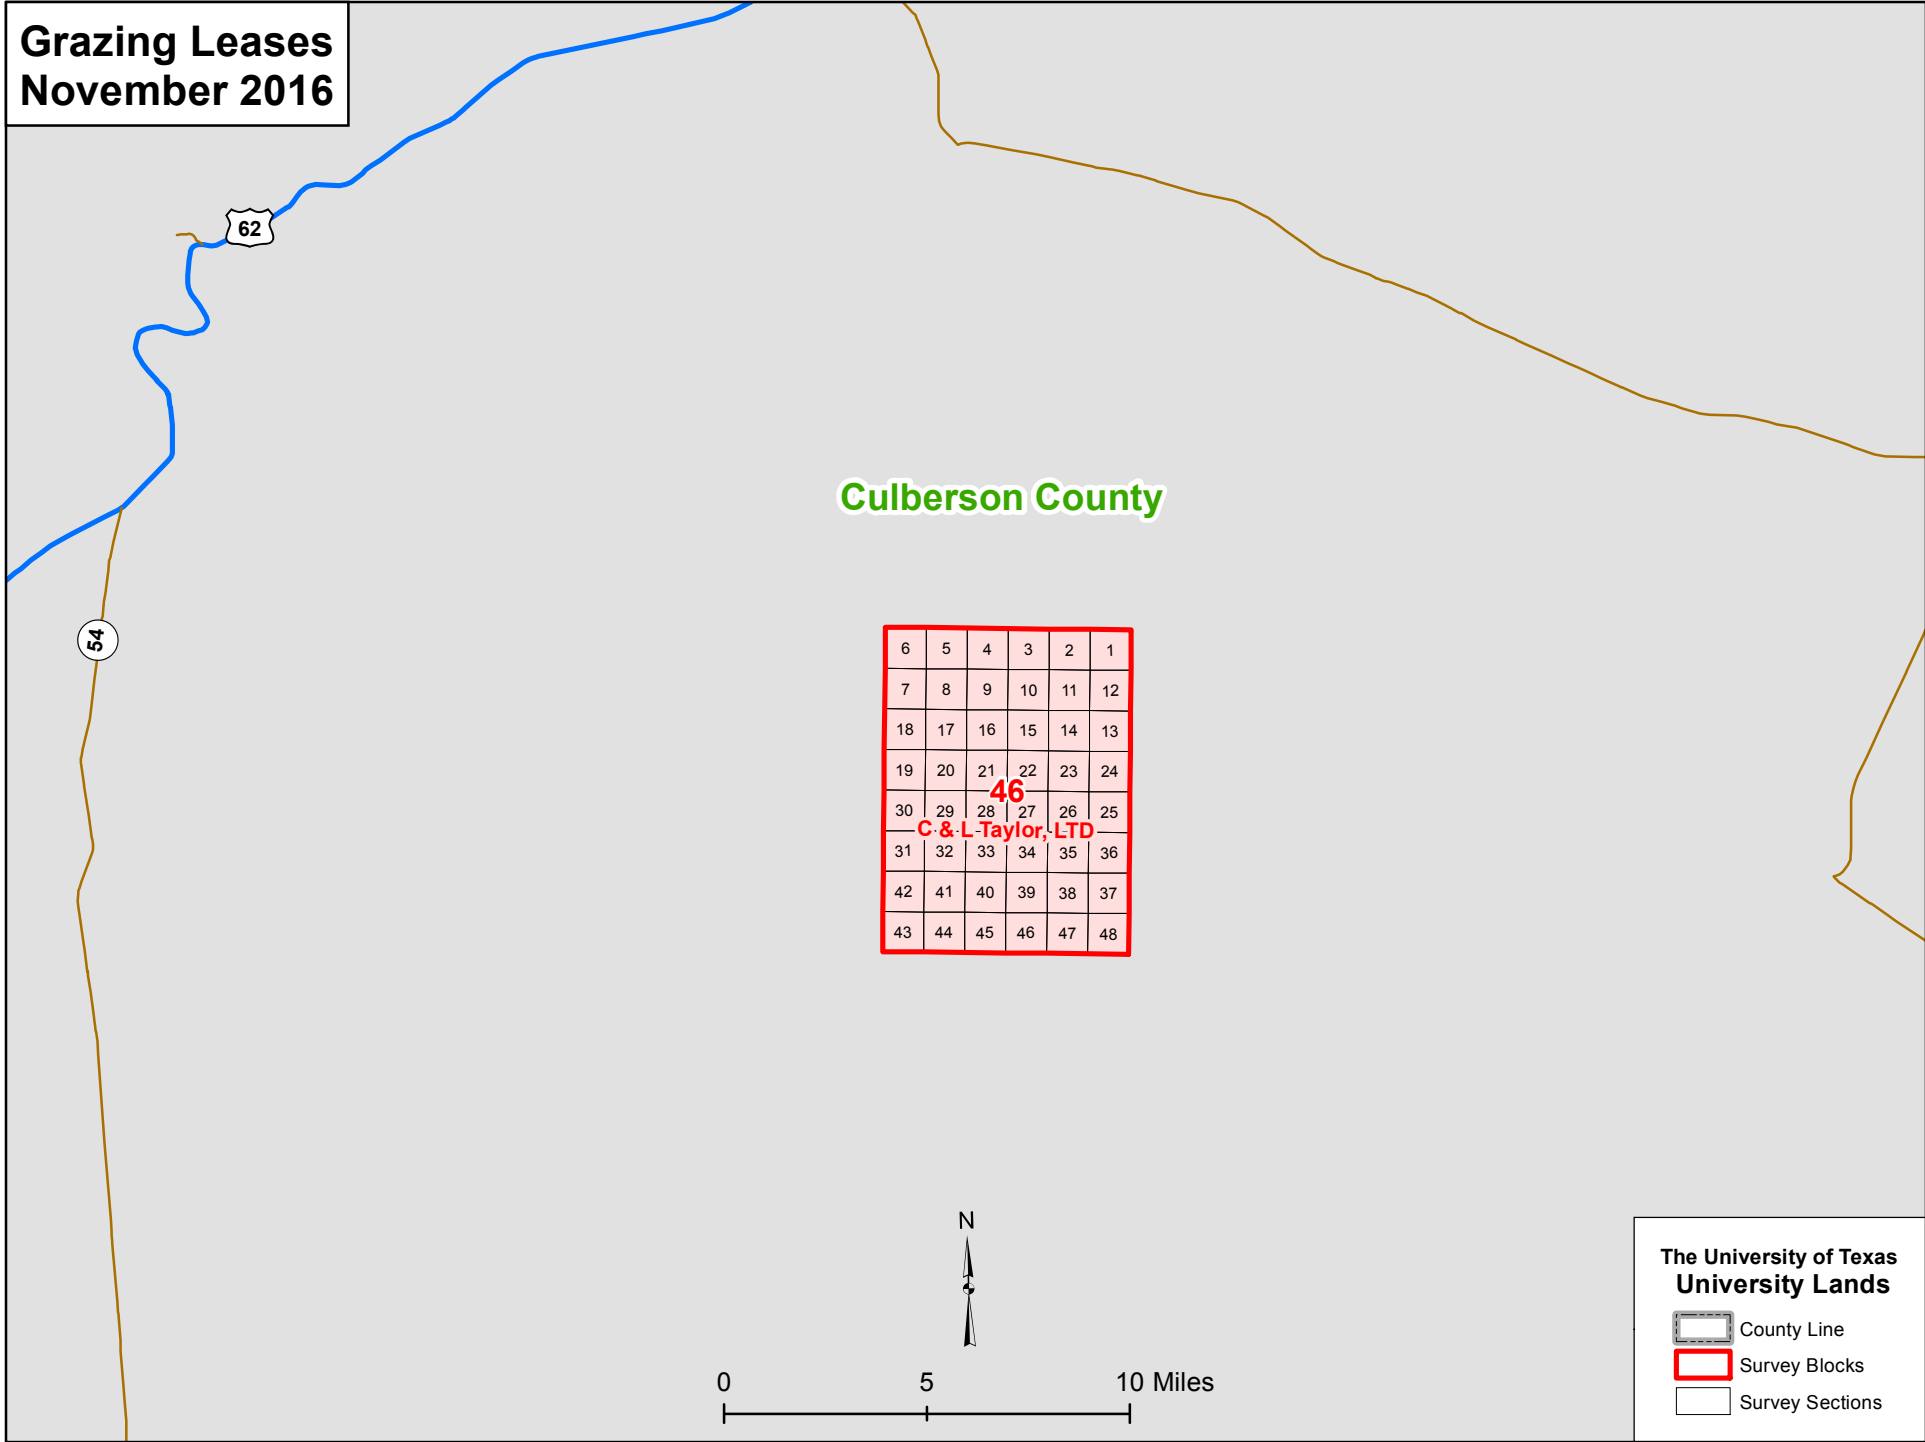 Grazing Leases
November 2016
62
54
Culberson County
6 5 4 3 2 1
7 8 9 10 11 12
18 17 16 15 14 13
19 20 21 22 23 24
46
30 29 28 27 26 25
C & L Taylor, LTD
31 32 33 34 35 36
42 41 40 39 38 37
43 44 45 46 47 48
N
0 5 10 Miles
The University of Texas
University Lands
County Line
Survey Blocks
Survey Sections